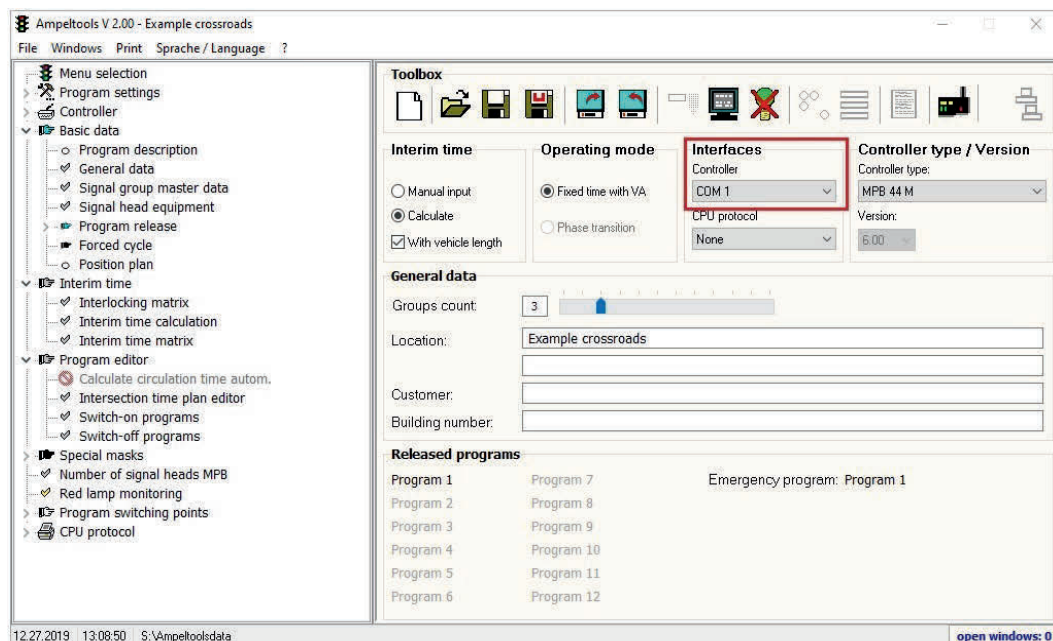 Ampeltools V 2.00 - Example crossroads
File Windows Print Sprache / Language ?
Menu selection
Program settings
Controller
Basic data
Program description
General data
Signal group master data
Signal head equipment
Program release
Forced cycle
Position plan
Interim time
Interlocking matrix
Interim time calculation
Interim time matrix
Program editor
Calculate circulation time autom.
Intersection time plan editor
Switch-on programs
Switch-off programs
Special masks
Number of signal heads MPB
Red lamp monitoring
Program switching points
CPU protocol
Toolbox
Interim time
Manual input
Calculate
With vehicle length
Operating mode
Fixed time with VA
Phase transition
Interfaces
Controller
COM 1
CPU protocol
None
Controller type / Version
Controller type:
MPB 44 M
Version:
6.00
General data
Groups count: 3
Location: Example crossroads
Customer:
Building number:
Released programs
Program 1 Program 7 Emergency program: Program 1
Program 2 Program 8
Program 3 Program 9
Program 4 Program 10
Program 5 Program 11
Program 6 Program 12
12.27.2019 13:08:50 S:\Ampeltoolsdata open windows: 0